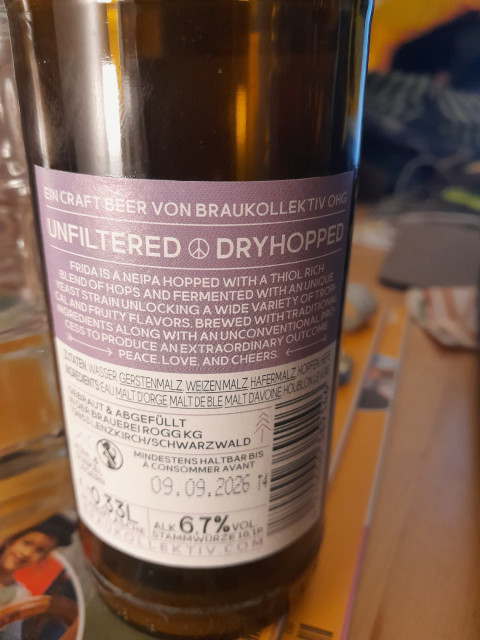 EIN CRAFT BEER VON BRAUKOLLEKTIV OHG
UNFILTERED ☮ DRYHOPPED
FRIDA IS A NEIPA HOPPED WITH A THIOL RICH
BLEND OF HOPS AND FERMENTED WITH AN UNIQUE
YEAST STRAIN UNLOCKING A WIDE VARIETY OF TROPI
CAL AND FRUITY FLAVORS. BREWED WITH TRADITIONAL
INGREDIENTS ALONG WITH AN UNCONVENTIONAL PRO
CESS TO PRODUCE AN EXTRAORDINARY OUTCOME
PEACE, LOVE, AND CHEERS.
ZUTATEN: WASSER, GERSTENMALZ, WEIZENMALZ, HAFERMALZ, HOPFEN,
INGREDIENTS: EAU, MALT D'ORGE, MALT DE BLE, MALT D'AVOINE, HOUBLON,
GEBRAUT & ABGEFÜLLT
BRAUEREI ROGG KG
LENZKIRCH/SCHWARZWALD
MINDESTENS HALTBAR BIS
À CONSOMMER AVANT
09.09.2026 14
0,33L
ALK 6,7% VOL
STAMMWÜRZE
KOLLEKTIV.COM